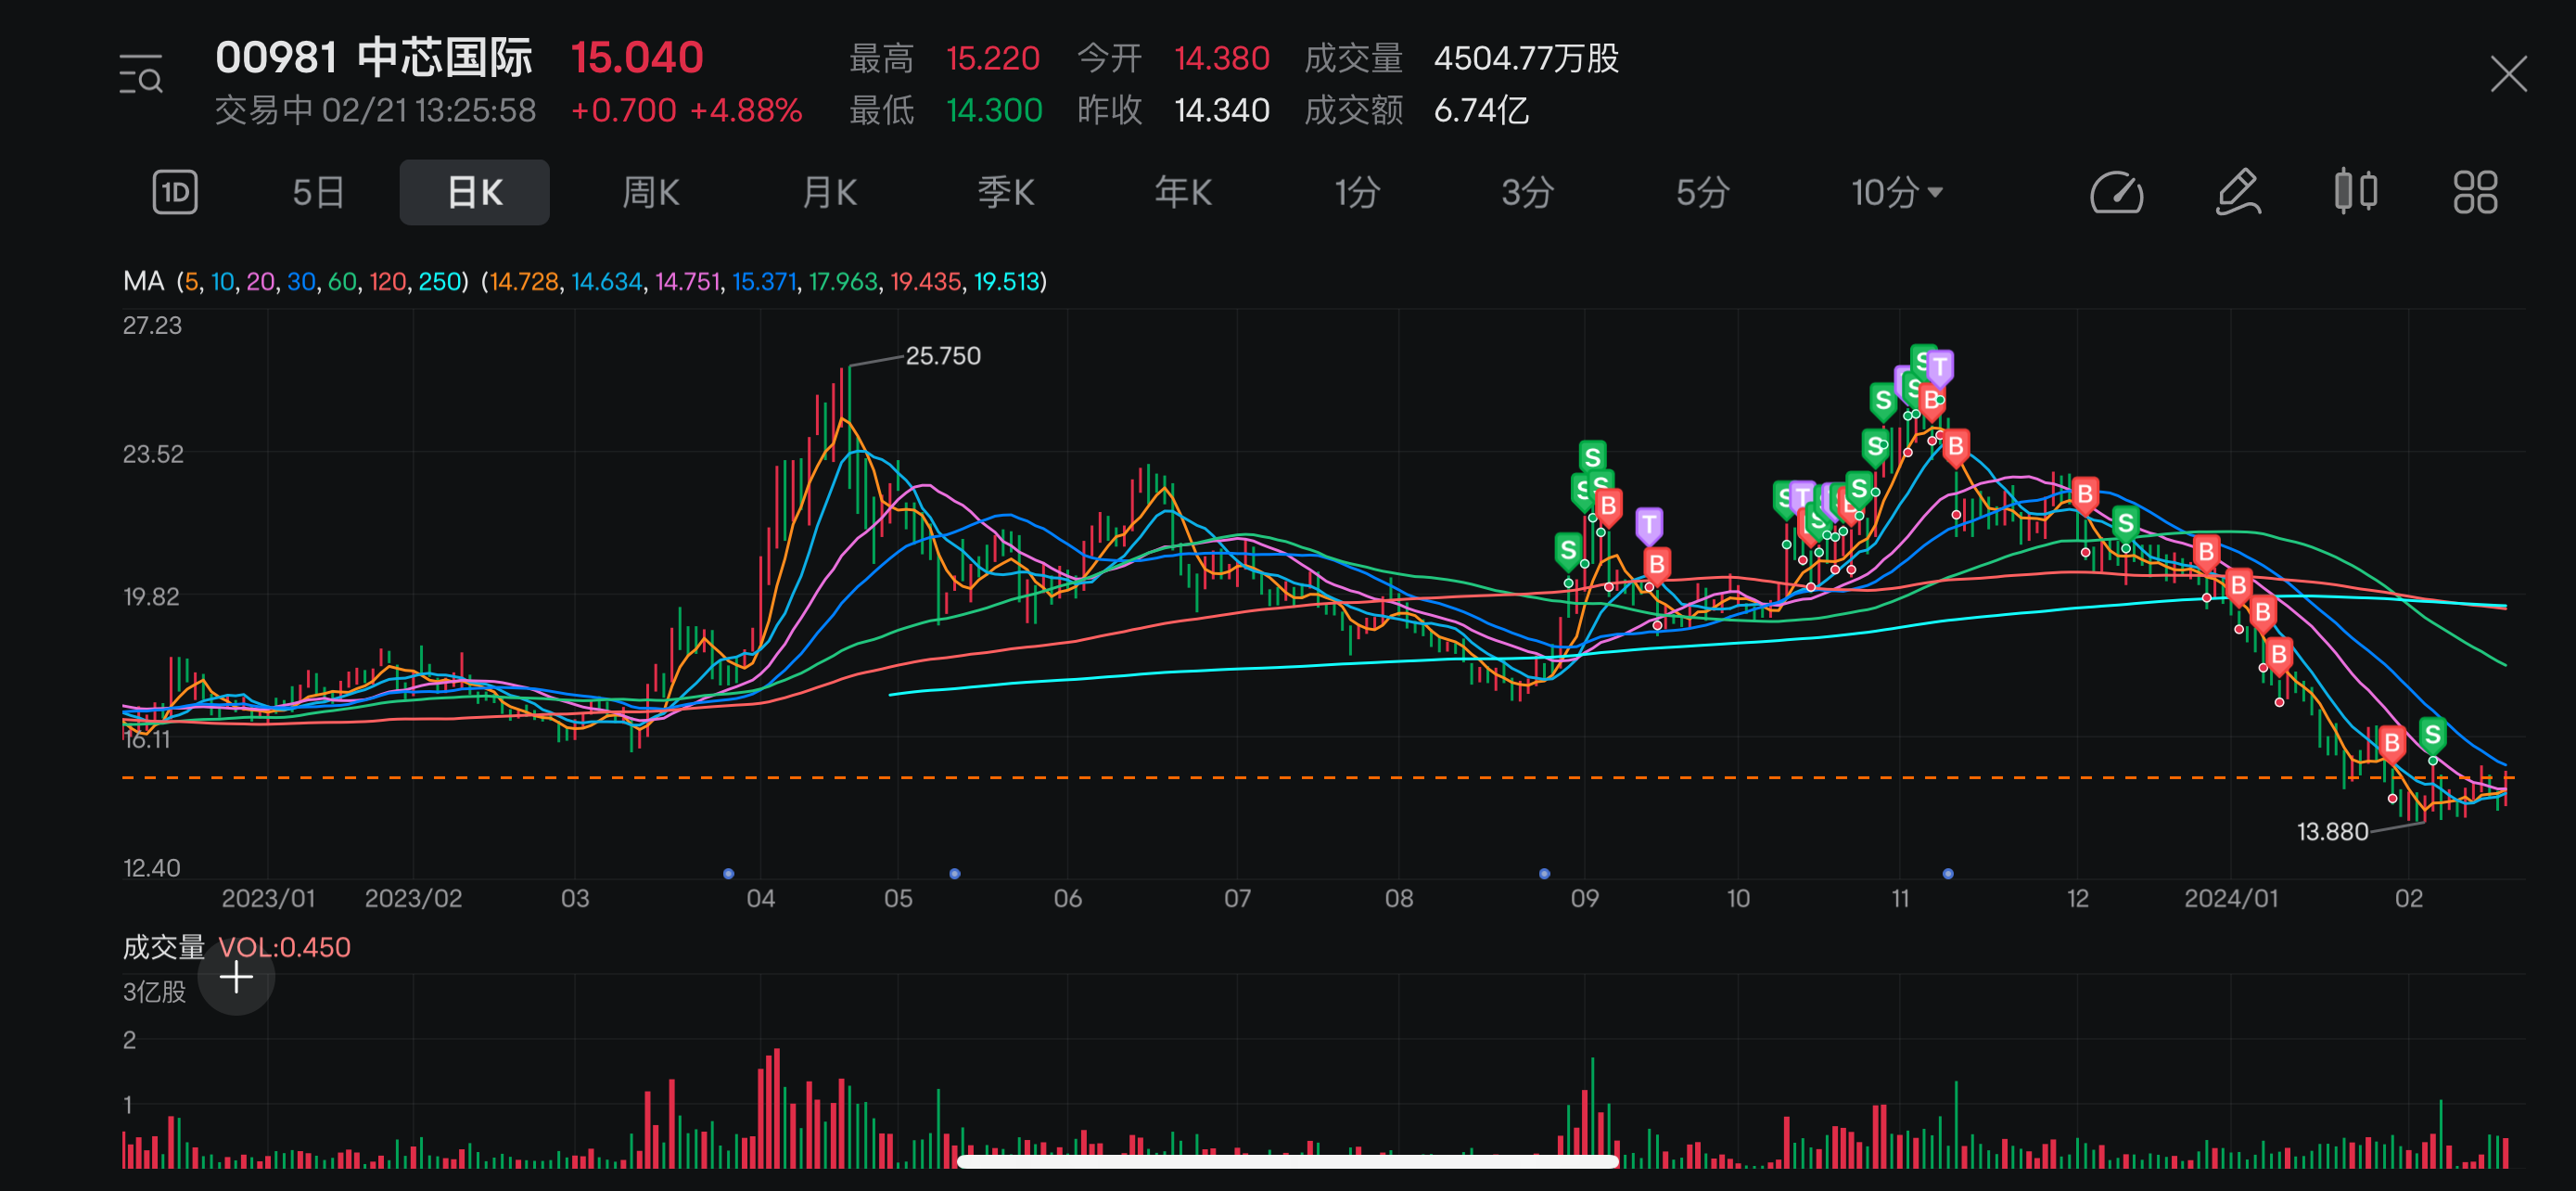 00981 中芯国际 15.040 最高 15.220 今开 14.380 成交量 4504.77万股
交易中 02/21 13:25:58 +0.700 +4.88% 最低 14.300 昨收 14.340 成交额 6.74亿
1D 5日 日K 周K 月K 季K 年K 1分 3分 5分 10分
MA (5, 10, 20, 30, 60, 120, 250) (14.728, 14.634, 14.751, 15.371, 17.963, 19.435, 19.513)
27.23
25.750
S T
S
S B
23.52
S B
S
S S B
S T S B
B
T
S
S
B
B
19.82
B
B
B
16.11
B S
13.880
12.40
2023/01 2023/02 03 04 05 06 07 08 09 10 11 12 2024/01 02
成交量 VOL:0.450
3亿股
2
1